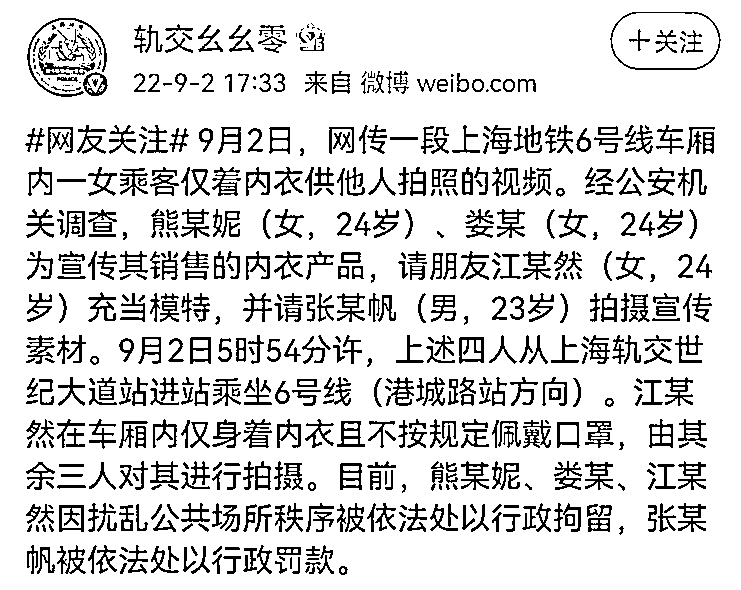 轨交幺幺零
+关注
22-9-2 17:33 来自 微博 weibo.com
#网友关注# 9月2日，网传一段上海地铁6号线车厢
内一女乘客仅着内衣供他人拍照的视频。经公安机
关调查，熊某妮（女，24岁）、娄某（女，24岁）
为宣传其销售的内衣产品，请朋友江某然（女，24
岁）充当模特，并请张某帆（男，23岁）拍摄宣传
素材。9月2日5时54分许，上述四人从上海轨交世
纪大道站进站乘坐6号线（港城路站方向）。江某
然在车厢内仅身着内衣且不按规定佩戴口罩，由其
余三人对其进行拍摄。目前，熊某妮、娄某、江某
然因扰乱公共场所秩序被依法处以行政拘留，张某
帆被依法处以行政罚款。